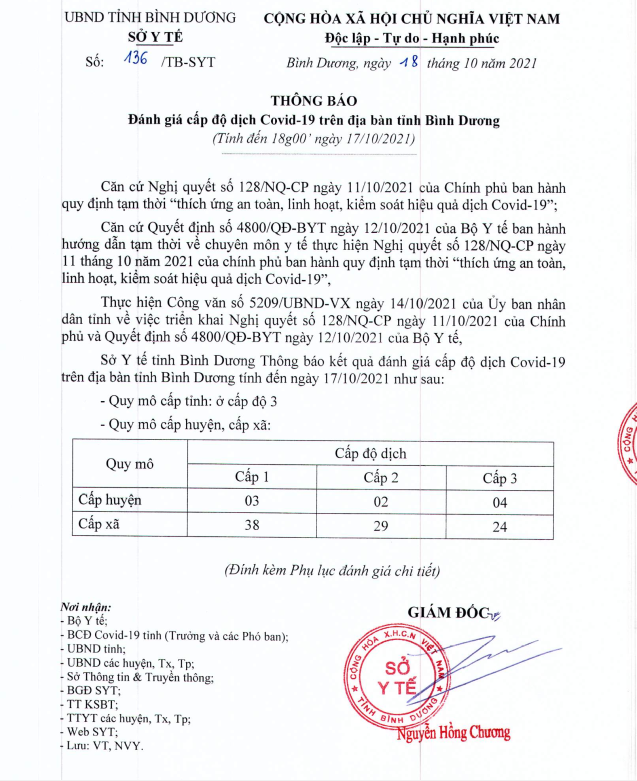 UBND TỈNH BÌNH DƯƠNG
SỞ Y TẾ
Số: 136 /TB-SYT
CỘNG HÒA XÃ HỘI CHỦ NGHĨA VIỆT NAM
Độc lập - Tự do - Hạnh phúc
Bình Dương, ngày 18 tháng 10 năm 2021
THÔNG BÁO
Đánh giá cấp độ dịch Covid-19 trên địa bàn tỉnh Bình Dương
(Tính đến 18g00’ ngày 17/10/2021)
Căn cứ Nghị quyết số 128/NQ-CP ngày 11/10/2021 của Chính phủ ban hành
quy định tạm thời “thích ứng an toàn, linh hoạt, kiểm soát hiệu quả dịch Covid-19”;
Căn cứ Quyết định số 4800/QĐ-BYT ngày 12/10/2021 của Bộ Y tế ban hành
hướng dẫn tạm thời về chuyên môn y tế thực hiện Nghị quyết số 128/NQ-CP ngày
11 tháng 10 năm 2021 của chính phủ ban hành quy định tạm thời “thích ứng an toàn,
linh hoạt, kiểm soát hiệu quả dịch Covid-19”,
Thực hiện Công văn số 5209/UBND-VX ngày 14/10/2021 của Ủy ban nhân
dân tỉnh về việc triển khai Nghị quyết số 128/NQ-CP ngày 11/10/2021 của Chính
phủ và Quyết định số 4800/QĐ-BYT ngày 12/10/2021 của Bộ Y tế,
Sở Y tế tỉnh Bình Dương Thông báo kết quả đánh giá cấp độ dịch Covid-19
trên địa bàn tỉnh Bình Dương tính đến ngày 17/10/2021 như sau:
- Quy mô cấp tỉnh: ở cấp độ 3
- Quy mô cấp huyện, cấp xã:
Quy mô
Cấp độ dịch
Cấp 1 Cấp 2 Cấp 3
Cấp huyện 03 02 04
Cấp xã 38 29 24
(Đính kèm Phụ lục đánh giá chi tiết)
Nơi nhận:
- Bộ Y tế;
- BCĐ Covid-19 tỉnh (Trưởng và các Phó ban);
- UBND tỉnh;
- UBND các huyện, Tx, Tp;
- Sở Thông tin & Truyền thông;
- BGĐ SYT;
- TT KSBT;
- TTYT các huyện, Tx, Tp;
- Web SYT;
- Lưu: VT, NVY.
GIÁM ĐỐC
CỘNG HÒA X.H.C.N VIỆT NAM
SỞ
Y TẾ
TỈNH BÌNH DƯƠNG
Nguyễn Hồng Chương